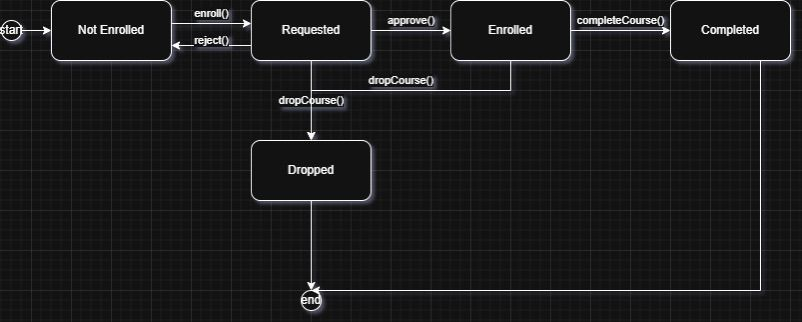 enroll()
approve()
completeCourse()
start
Not Enrolled
Requested
Enrolled
Completed
reject()
dropCourse()
dropCourse()
Dropped
end